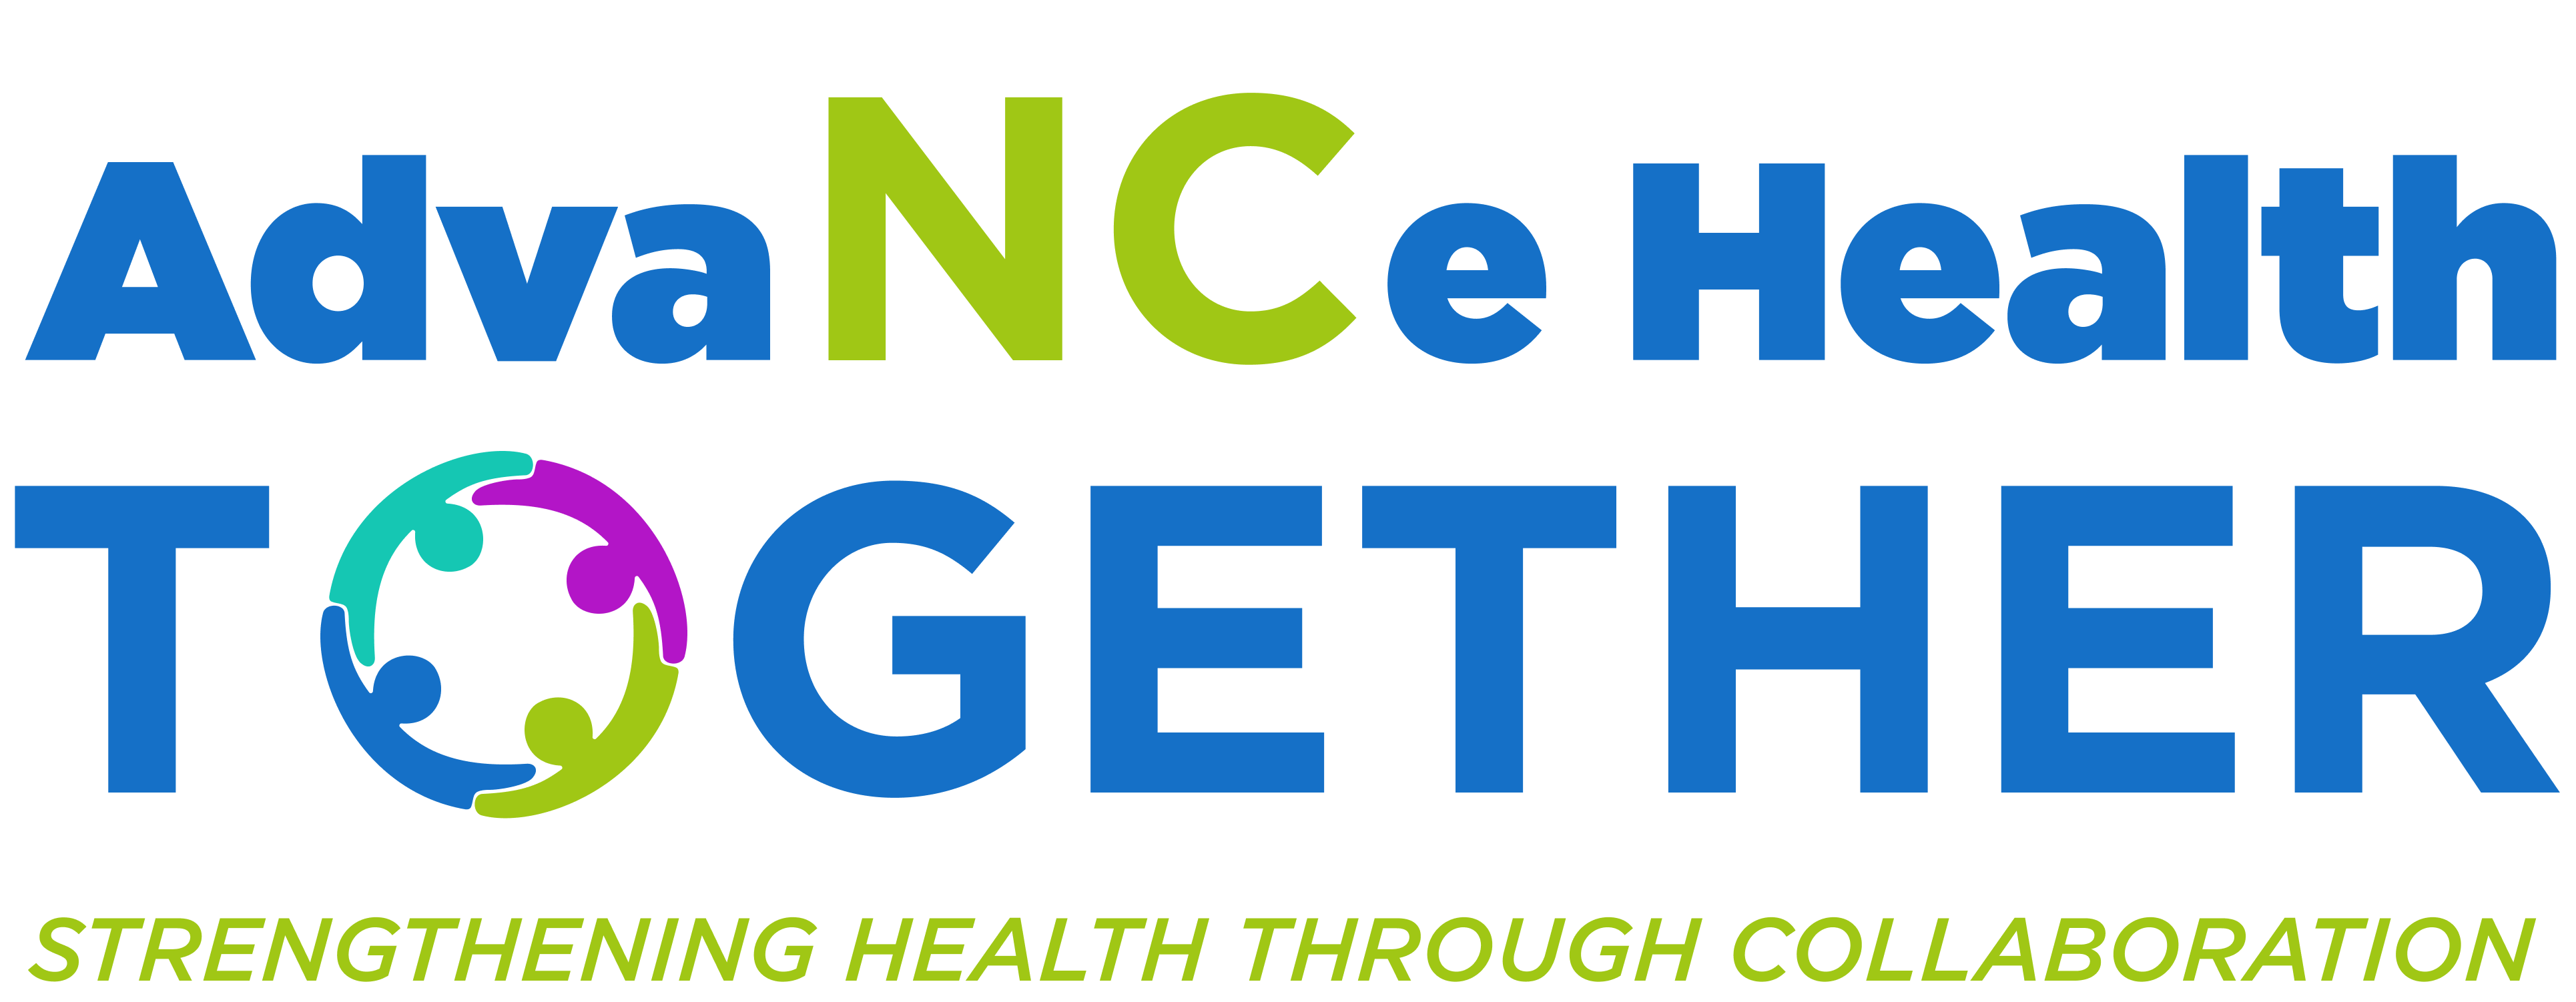 AdvaNCe Health
TOGETHER
STRENGTHENING HEALTH THROUGH COLLABORATION